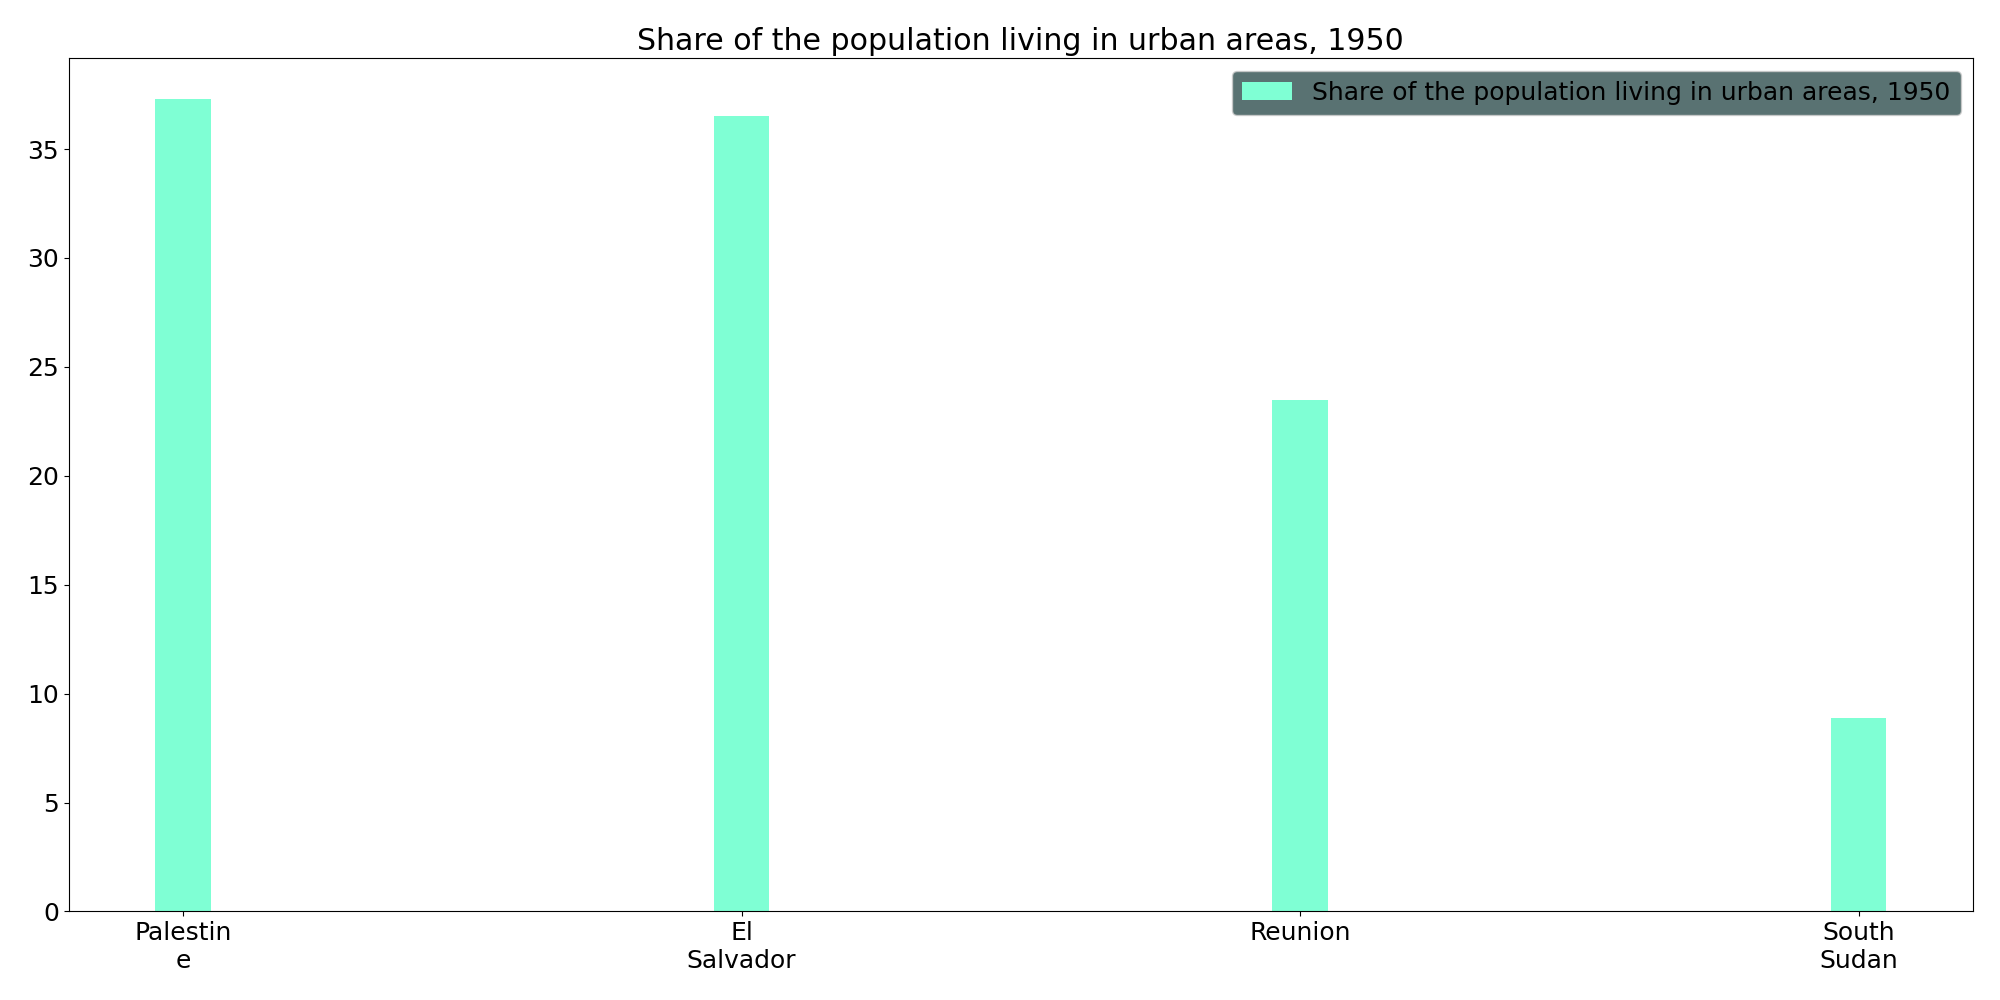 Share of the population living in urban areas, 1950
Share of the population living in urban areas, 1950
35
30
25
20
15
10
5
0
Palestin
e
El
Salvador
Reunion
South
Sudan